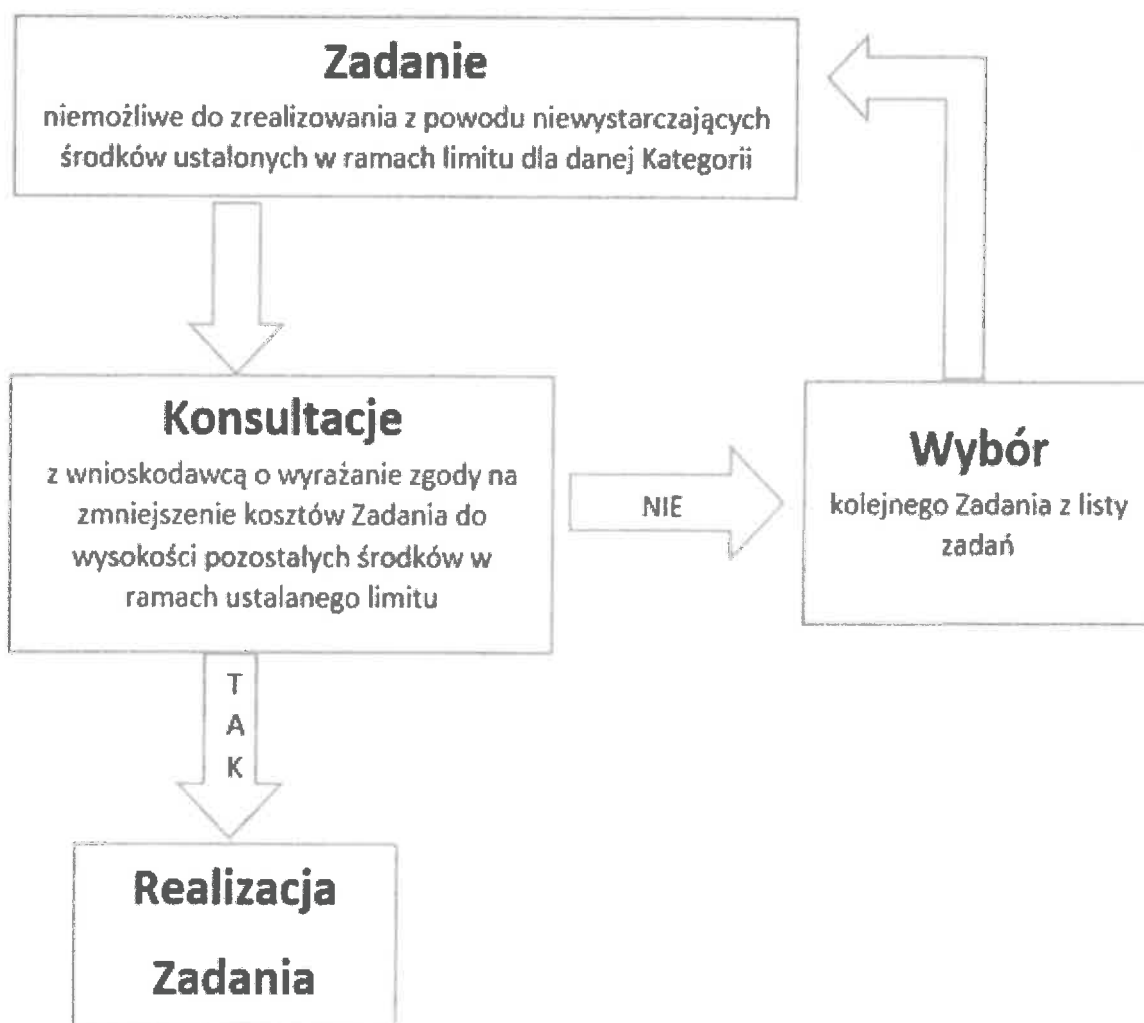 Zadanie
niemożliwe do zrealizowania z powodu niewystarczających
środków ustalonych w ramach limitu dla danej Kategorii
Konsultacje
z wnioskodawcą o wyrażanie zgody na
zmniejszenie kosztów Zadania do
wysokości pozostałych środków w
ramach ustalanego limitu
NIE
Wybór
kolejnego Zadania z listy
zadań
T
A
K
Realizacja
Zadania